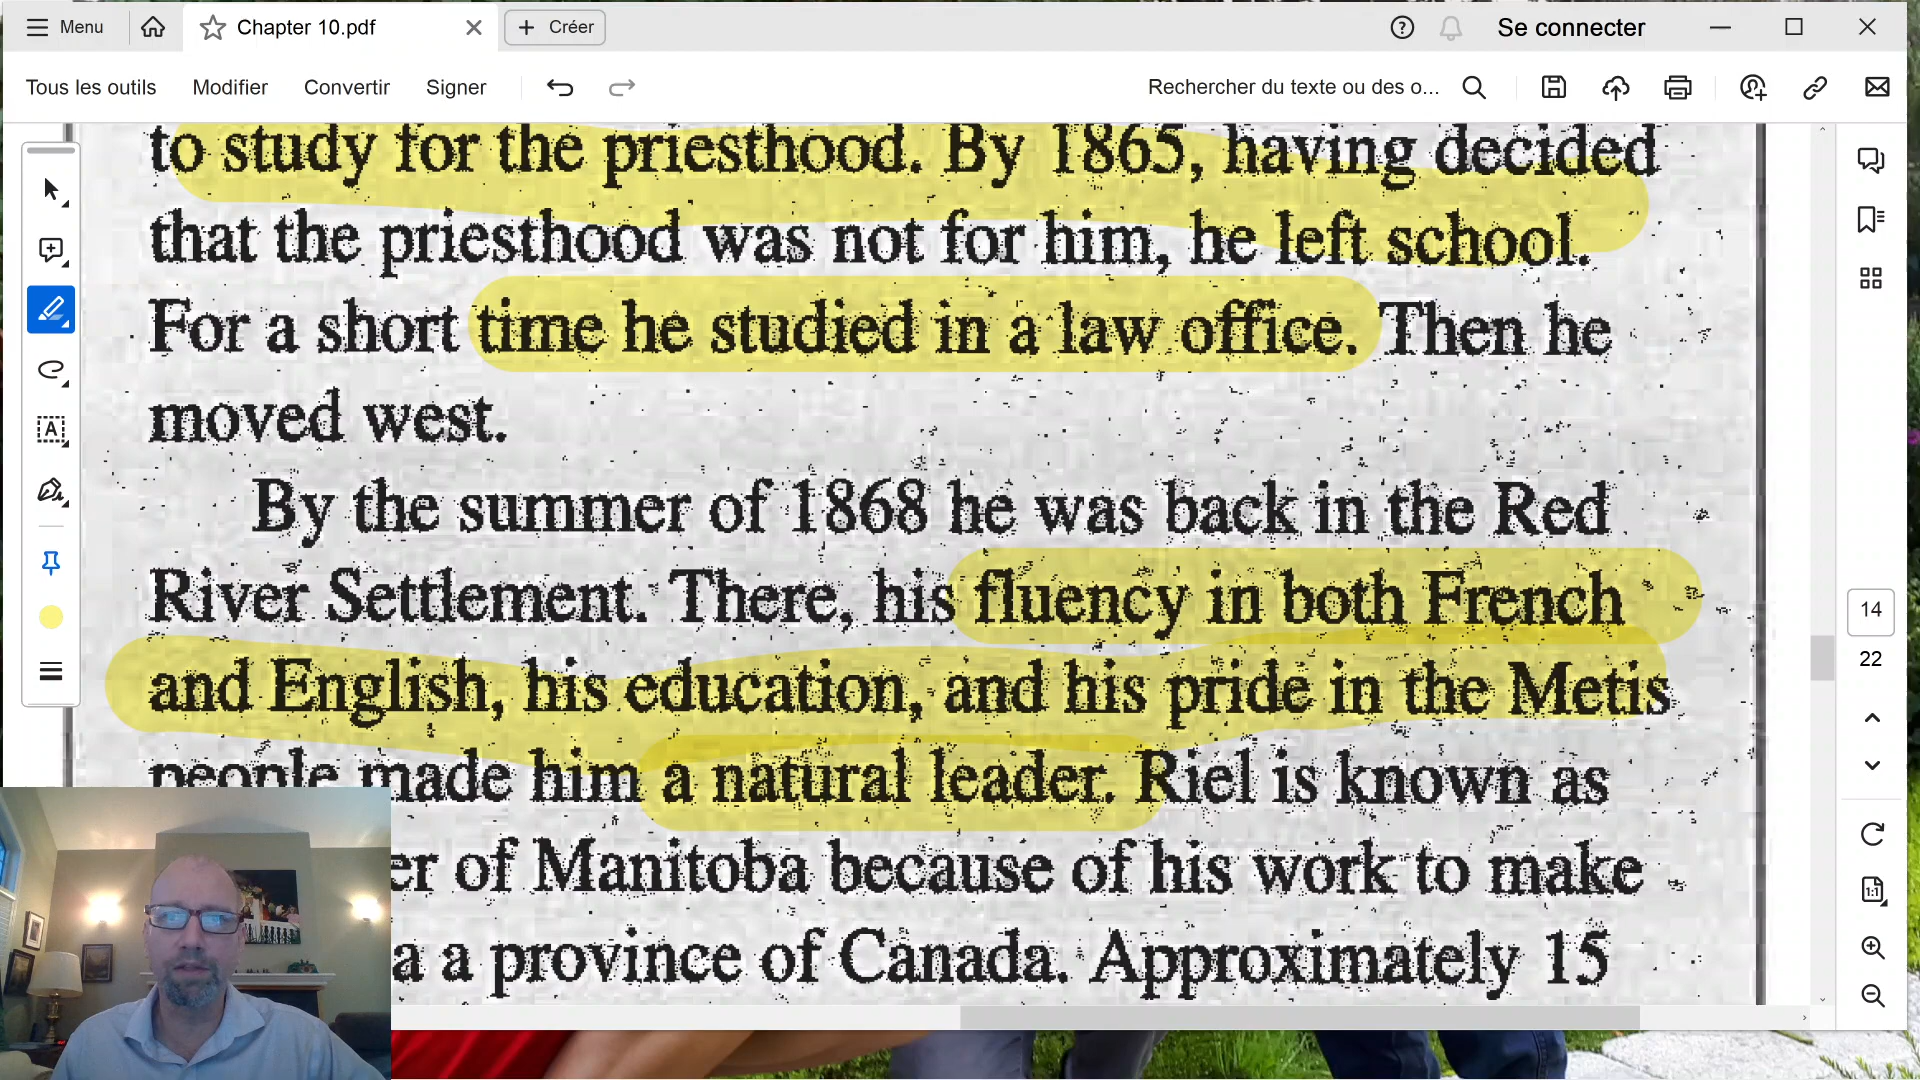 Menu
Chapter 10.pdf
Créer
Se connecter
Tous les outils
Modifier
Convertir
Signer
Rechercher du texte ou des o...
to study for the priesthood. By 1865, having decided
that the priesthood was not for him, he left school.
For a short time he studied in a law office. Then he
moved west.
By the summer of 1868 he was back in the Red
River Settlement. There, his fluency in both French
and English, his education, and his pride in the Metis
people made him a natural leader. Riel is known as
er of Manitoba because of his work to make
a a province of Canada. Approximately 15
14
22